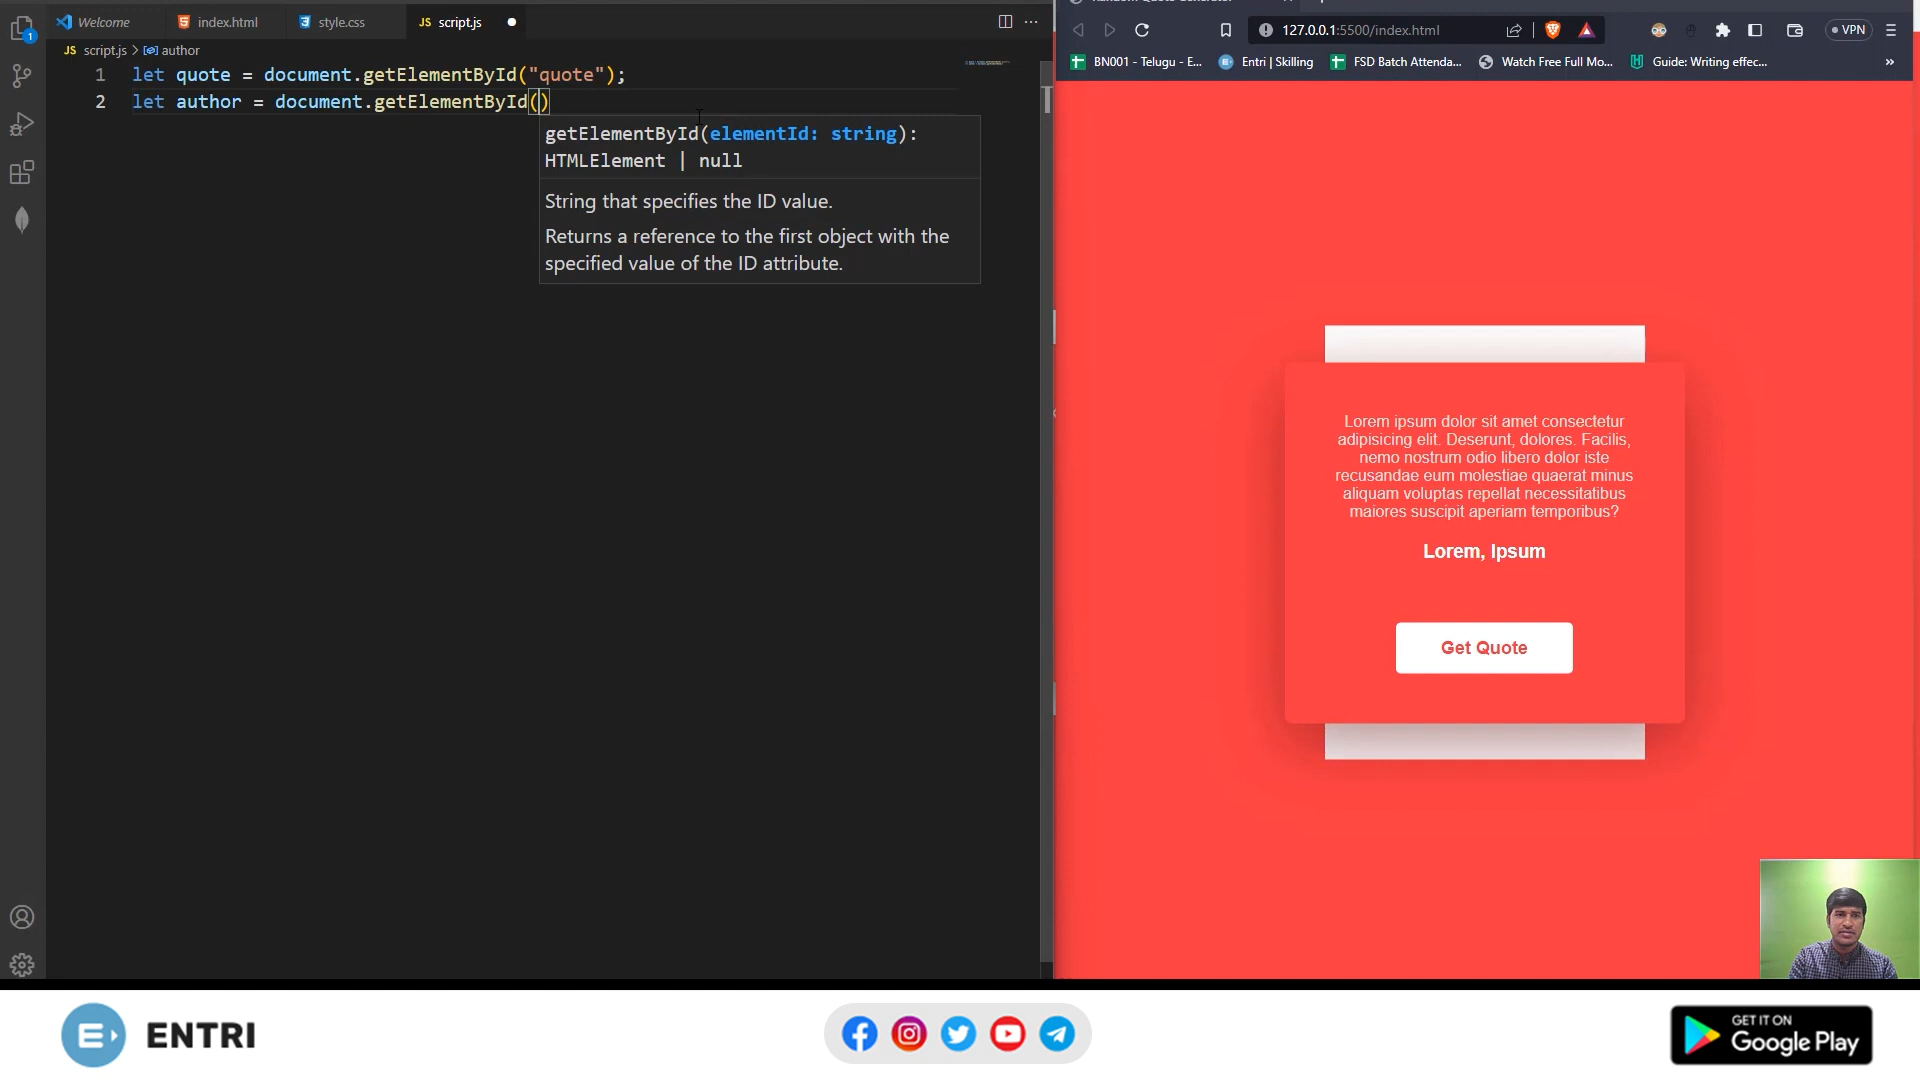 Welcome
index.html
style.css
JS script.js
JS script.js > author
1 let quote = document.getElementById("quote");
2 let author = document.getElementById()
getElementById(elementId: string):
HTMLElement | null
String that specifies the ID value.
Returns a reference to the first object with the
specified value of the ID attribute.
1
127.0.0.1:5500/index.html
VPN
BN001 - Telugu - E...
Entri | Skilling
FSD Batch Attenda...
Watch Free Full Mo...
Guide: Writing effec...
»
Lorem ipsum dolor sit amet consectetur
adipisicing elit. Deserunt, dolores. Facilis,
nemo nostrum odio libero dolor iste
recusandae eum molestiae quaerat minus
aliquam voluptas repellat necessitatibus
maiores suscipit aperiam temporibus?
Lorem, Ipsum
Get Quote
E ENTRI
GET IT ON
Google Play